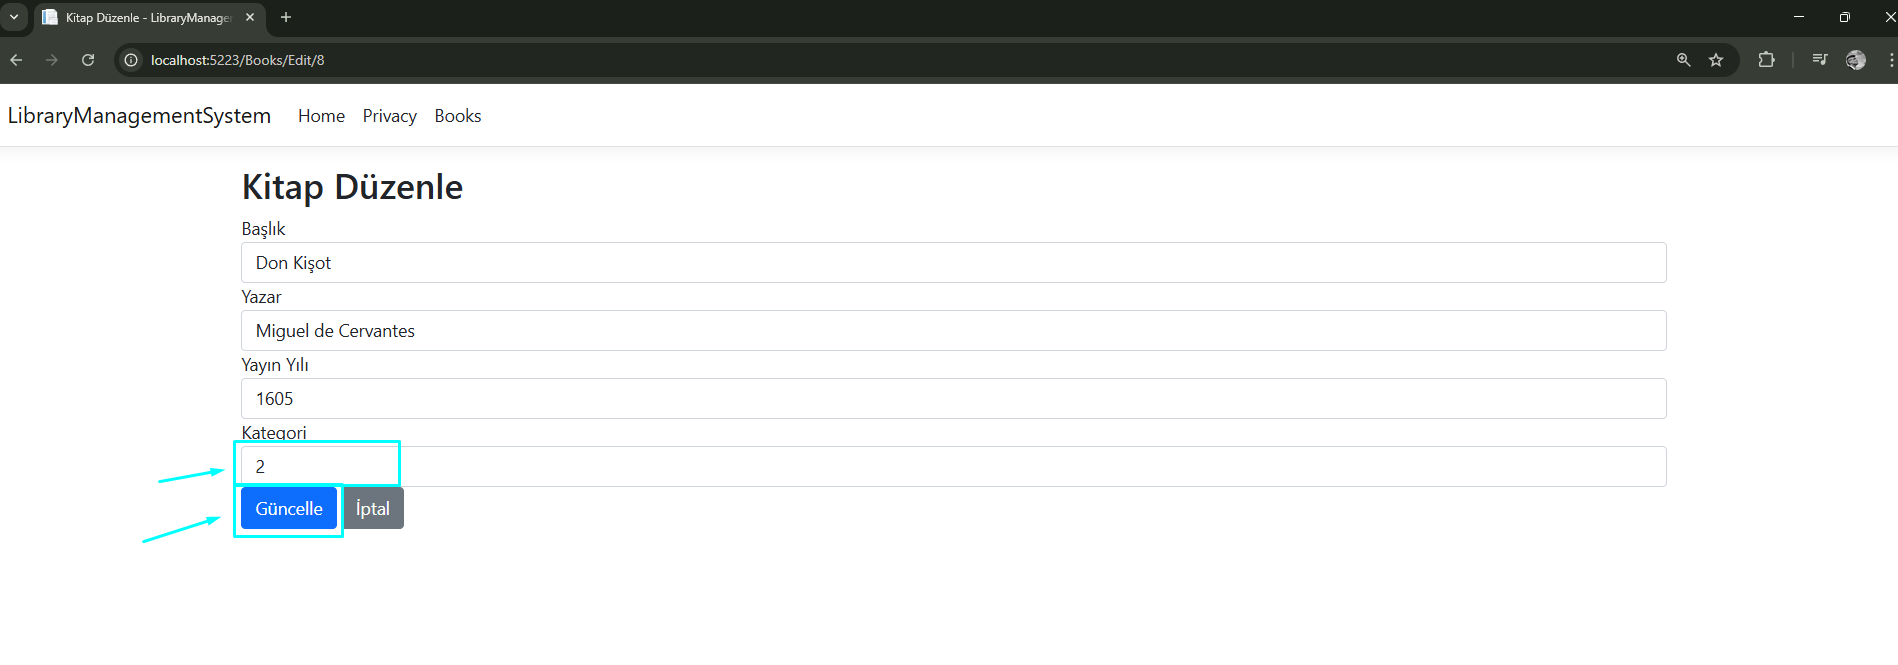 Kitap Düzenle - LibraryManage
localhost:5223/Books/Edit/8
LibraryManagementSystem Home Privacy Books
Kitap Düzenle
Başlık
Don Kişot
Yazar
Miguel de Cervantes
Yayın Yılı
1605
Kategori
2
Güncelle İptal